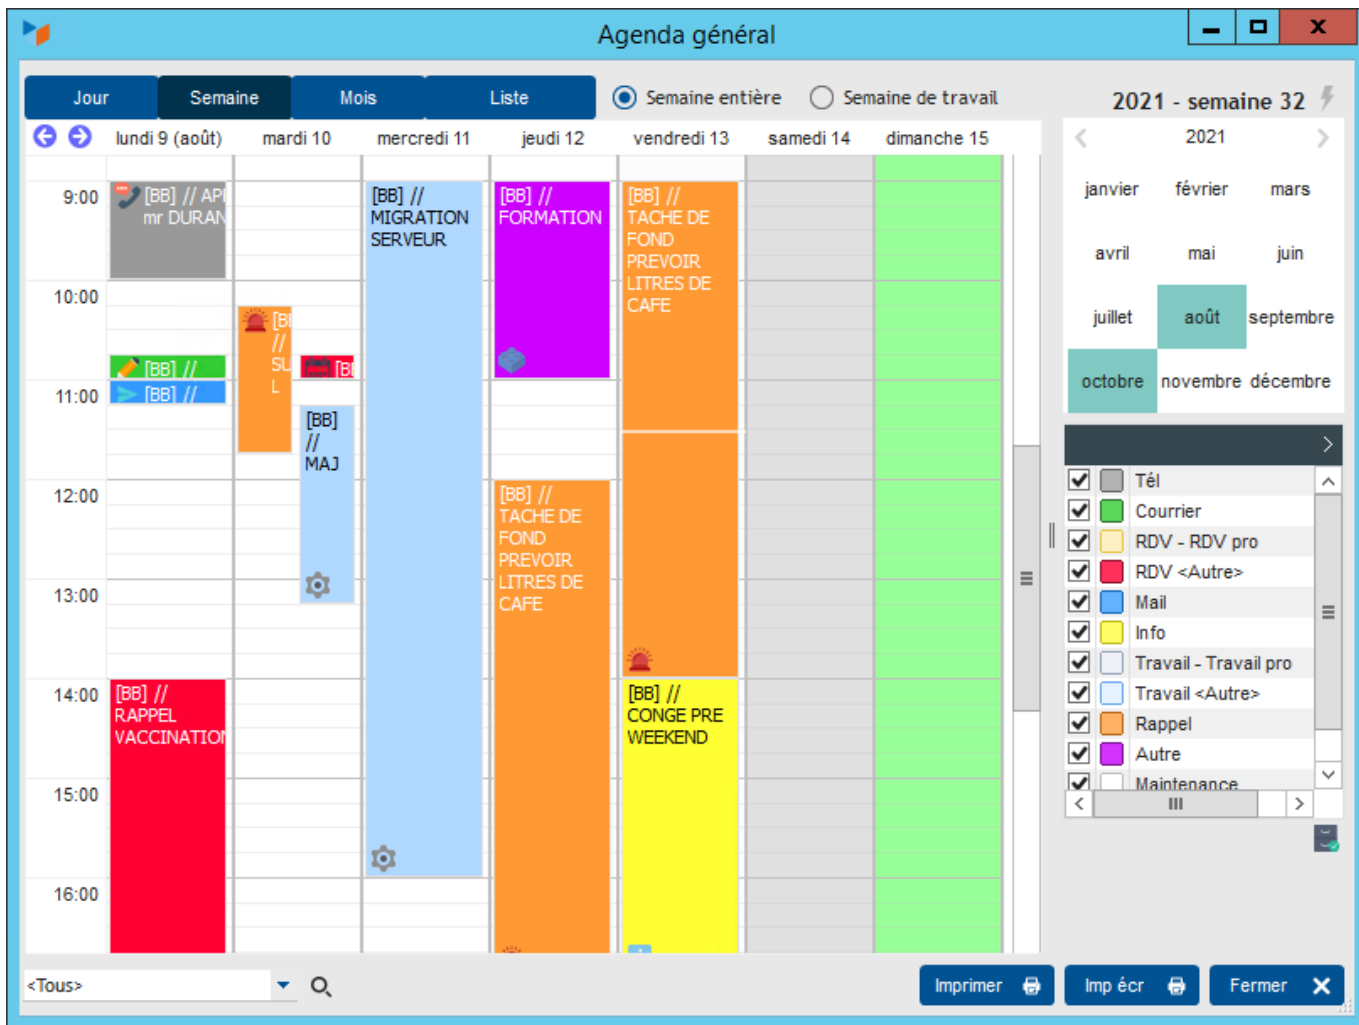 Agenda général
Jour Semaine Mois Liste Semaine entière Semaine de travail
2021 - semaine 32
lundi 9 (août) mardi 10 mercredi 11 jeudi 12 vendredi 13 samedi 14 dimanche 15
9:00
10:00
11:00
12:00
13:00
14:00
15:00
16:00
[BB] // API
mr DURAN
[BB] //
[BB] //
[BB] //
RAPPEL
VACCINATION
[BB]
//
SU
L
[BB]
[BB]
//
MAJ
[BB] //
MIGRATION
SERVEUR
[BB] //
FORMATION
[BB] //
TACHE DE
FOND
PREVOIR
LITRES DE
CAFE
[BB] //
TACHE DE
FOND
PREVOIR
LITRES DE
CAFE
[BB] //
CONGE PRE
WEEKEND
2021
janvier février mars
avril mai juin
juillet août septembre
octobre novembre décembre
Tél
Courrier
RDV - RDV pro
RDV <Autre>
Mail
Info
Travail - Travail pro
Travail <Autre>
Rappel
Autre
Maintenance
<Tous>
Imprimer
Imp écr
Fermer